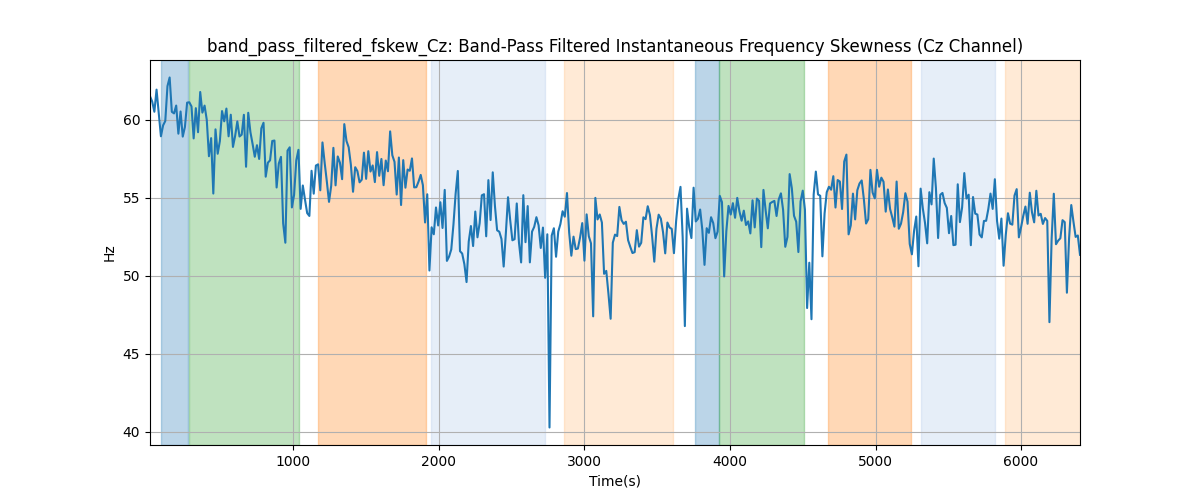 band_pass_filtered_fskew_Cz: Band-Pass Filtered Instantaneous Frequency Skewness (Cz Channel)
60
55
50
45
40
Hz
1000 2000 3000 4000 5000 6000
Time(s)